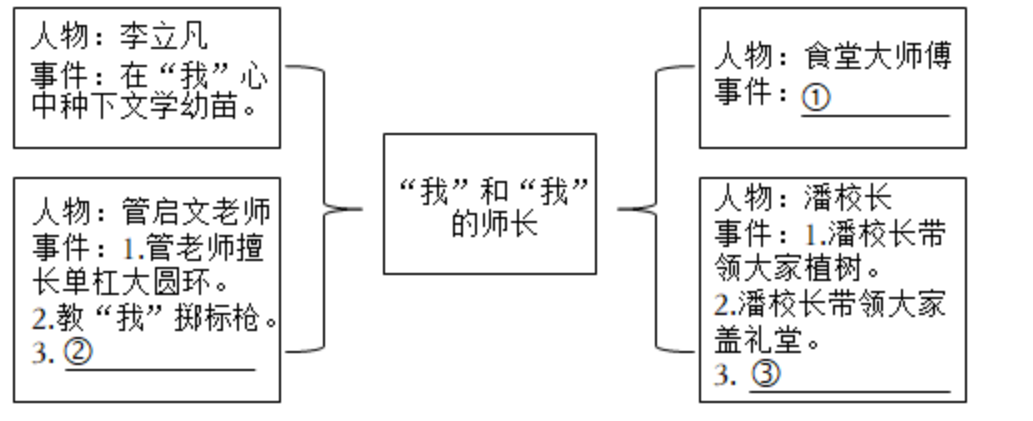 人物：李立凡
事件：在“我”心
中种下文学幼苗。
人物：管启文老师
事件：1.管老师擅
长单杠大圆环。
2.教“我”掷标枪。
3. ②
“我”和“我”
的师长
人物：食堂大师傅
事件：①
人物：潘校长
事件：1.潘校长带
领大家植树。
2.潘校长带领大家
盖礼堂。
3. ③